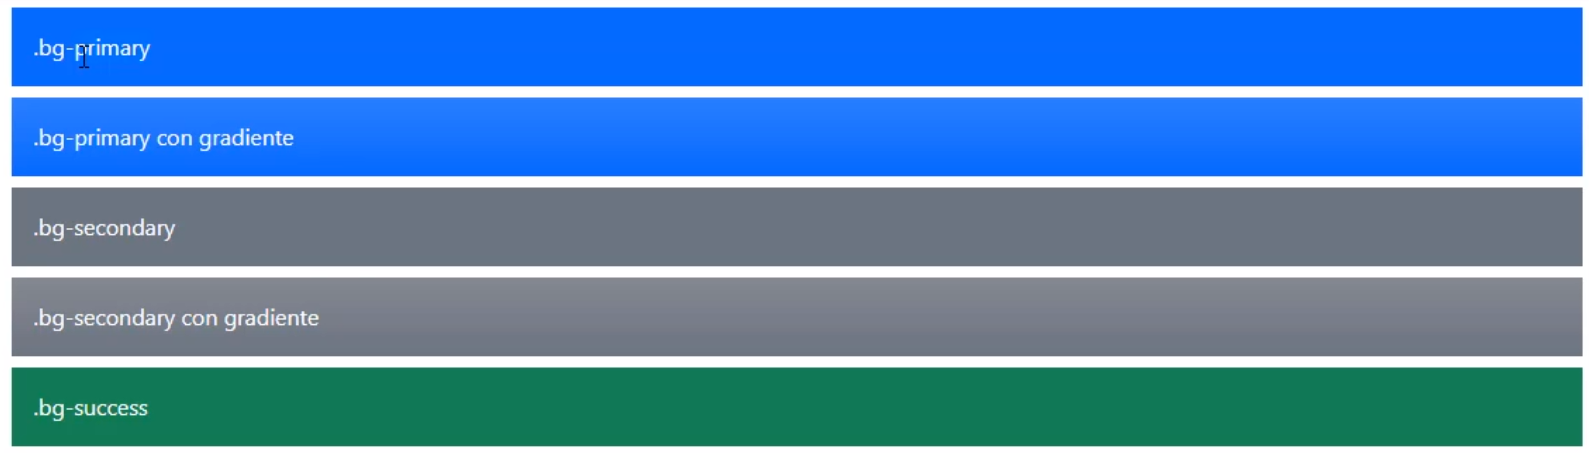 .bg-primary
.bg-primary con gradiente
.bg-secondary
.bg-secondary con gradiente
.bg-success